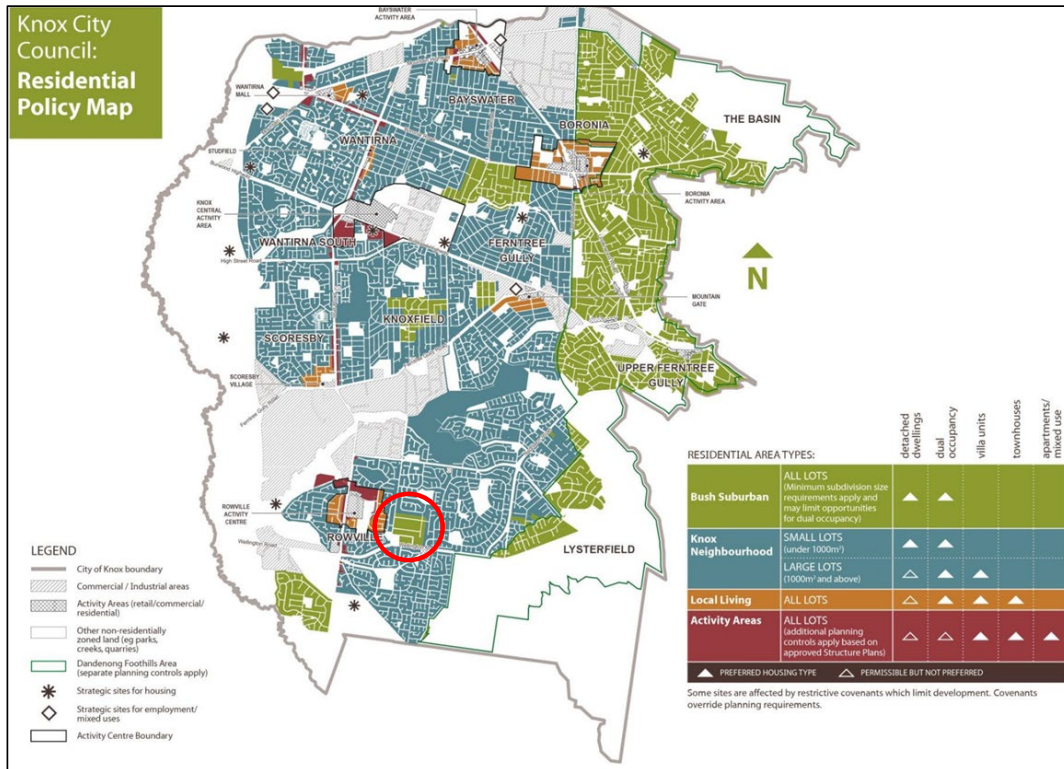 Knox City
Council:
Residential
Policy Map
BAYSWATER
ACTIVITY AREA
WANTIRNA
MALL
BAYSWATER
THE BASIN
BORONIA
STUDFIELD
WANTIRNA
Burwood High
BORONIA
ACTIVITY AREA
KNOX
CENTRAL
ACTIVITY
AREA
WANTIRNA SOUTH
FERNTREE
GULLY
High Street Road
N
MOUNTAIN
GATE
KNOXFIELD
SCORESBY
UPPER FERNTREE
GULLY
SCORESBY
VILLAGE
Ferntree Gully Road
ROWVILLE
ACTIVITY
CENTRE
ROWVILLE
Wellington Road
LYSTERFIELD
LEGEND
City of Knox boundary
Commercial / Industrial areas
Activity Areas (retail/commercial/
residential)
Other non-residentially
zoned land (eg parks,
creeks, quarries)
Dandenong Foothills Area
(separate planning controls apply)
Strategic sites for housing
Strategic sites for employment/
mixed uses
Activity Centre Boundary
RESIDENTIAL AREA TYPES:
detached
dwellings
dual
occupancy
villa units
townhouses
apartments/
mixed use
Bush Suburban
ALL LOTS
(Minimum subdivision size
requirements apply and
may limit opportunities
for dual occupancy)
Knox
Neighbourhood
SMALL LOTS
(under 1000m²)
LARGE LOTS
(1000m² and above)
Local Living
ALL LOTS
Activity Areas
ALL LOTS
(additional planning
controls apply based on
approved Structure Plans)
PREFERRED HOUSING TYPE
PERMISSIBLE BUT NOT PREFERRED
Some sites are affected by restrictive covenants which limit development. Covenants
override planning requirements.